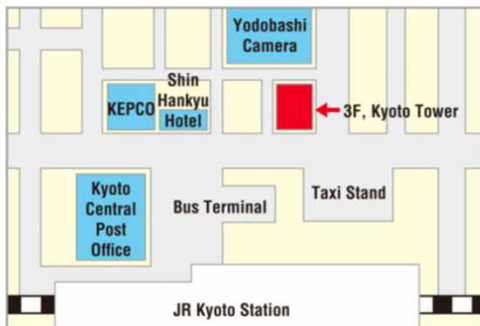 Yodobashi
Camera
Shin
Hankyu
Hotel
KEPCO
3F, Kyoto Tower
Kyoto
Central
Post
Office
Bus Terminal
Taxi Stand
JR Kyoto Station